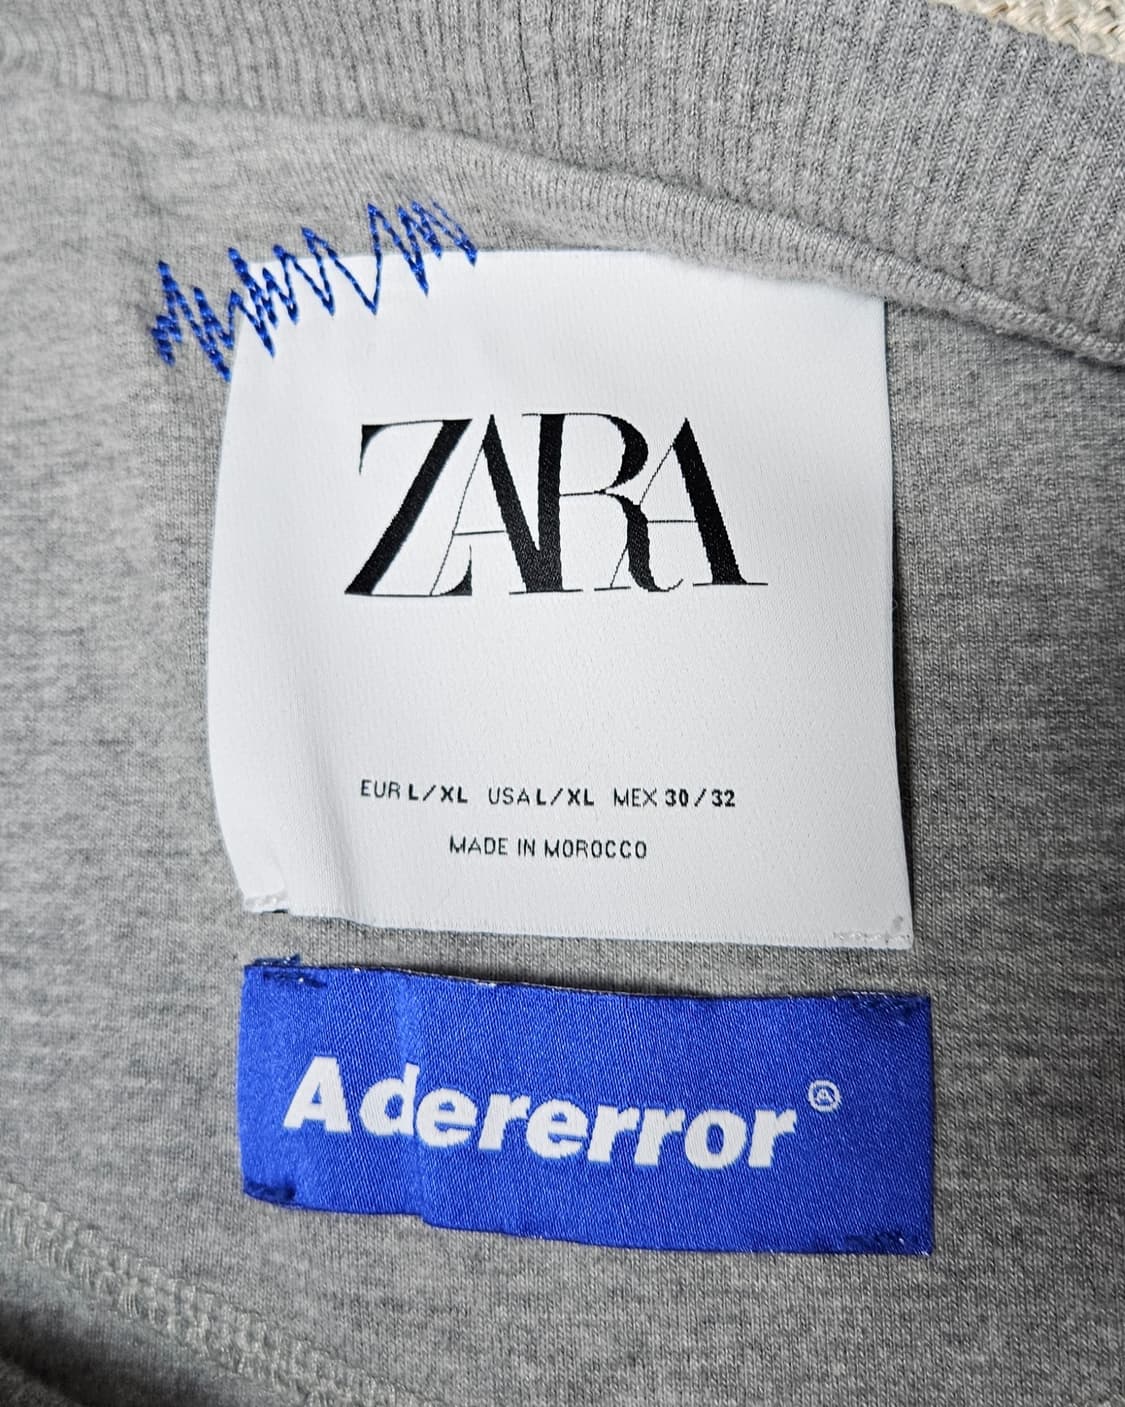 ZARA
EUR L/XL USA L/XL MEX 30/32
MADE IN MOROCCO
Adererror